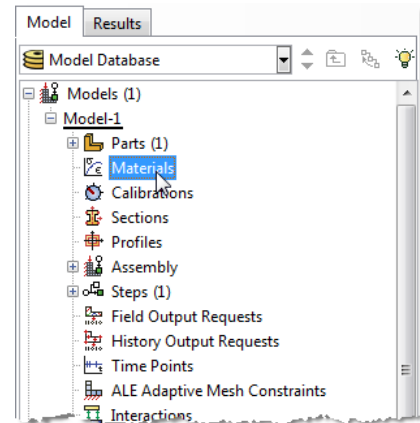 Model Results
Model Database
Models (1)
Model-1
Parts (1)
Materials
Calibrations
Sections
Profiles
Assembly
Steps (1)
Field Output Requests
History Output Requests
Time Points
ALE Adaptive Mesh Constraints
Interactions